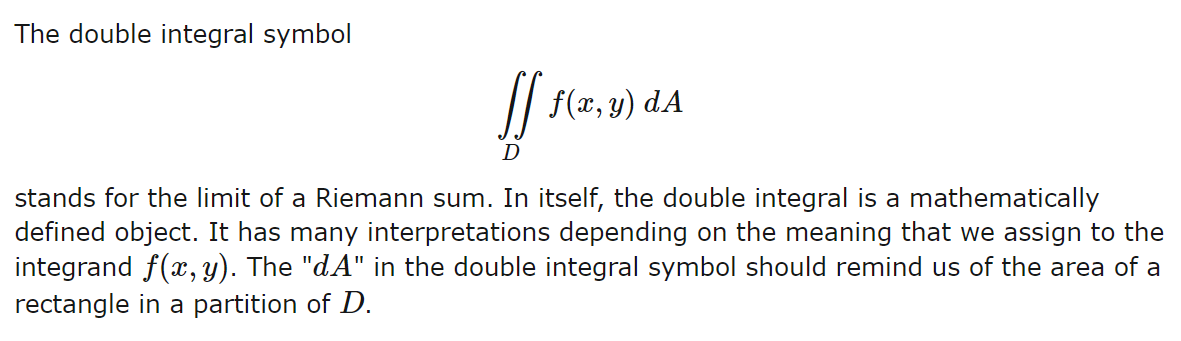 The double integral symbol
∬ f(x, y) dA
D
stands for the limit of a Riemann sum. In itself, the double integral is a mathematically
defined object. It has many interpretations depending on the meaning that we assign to the
integrand f(x, y). The "dA" in the double integral symbol should remind us of the area of a
rectangle in a partition of D.